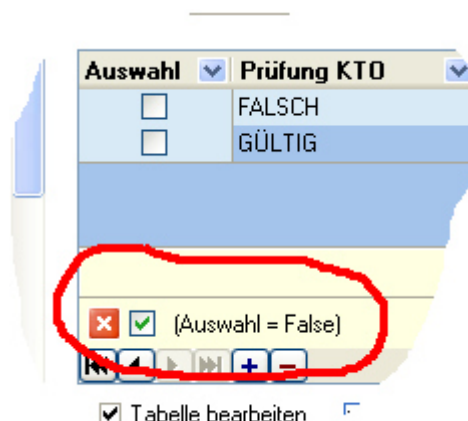 Auswahl Prüfung KTO
FALSCH
GÜLTIG
(Auswahl = False)
Tabelle bearbeiten